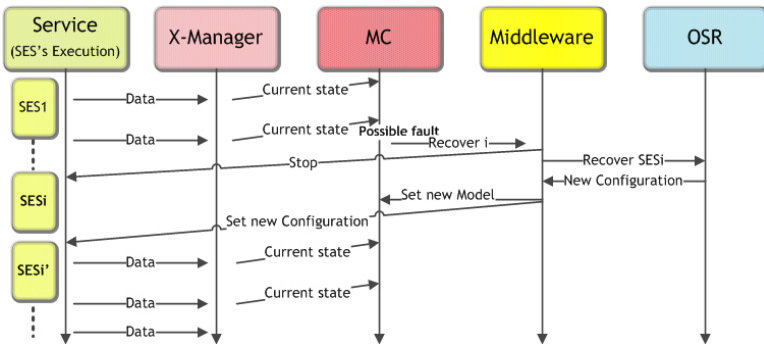 Service
(SES's Execution)
X-Manager
MC
Middleware
OSR
SES1
Data
Current state
Data
Current state
Possible fault
Recover i
Stop
Recover SESi
SESi
New Configuration
Set new Model
Set new Configuration
SESi'
Data
Current state
Data
Current state
Data